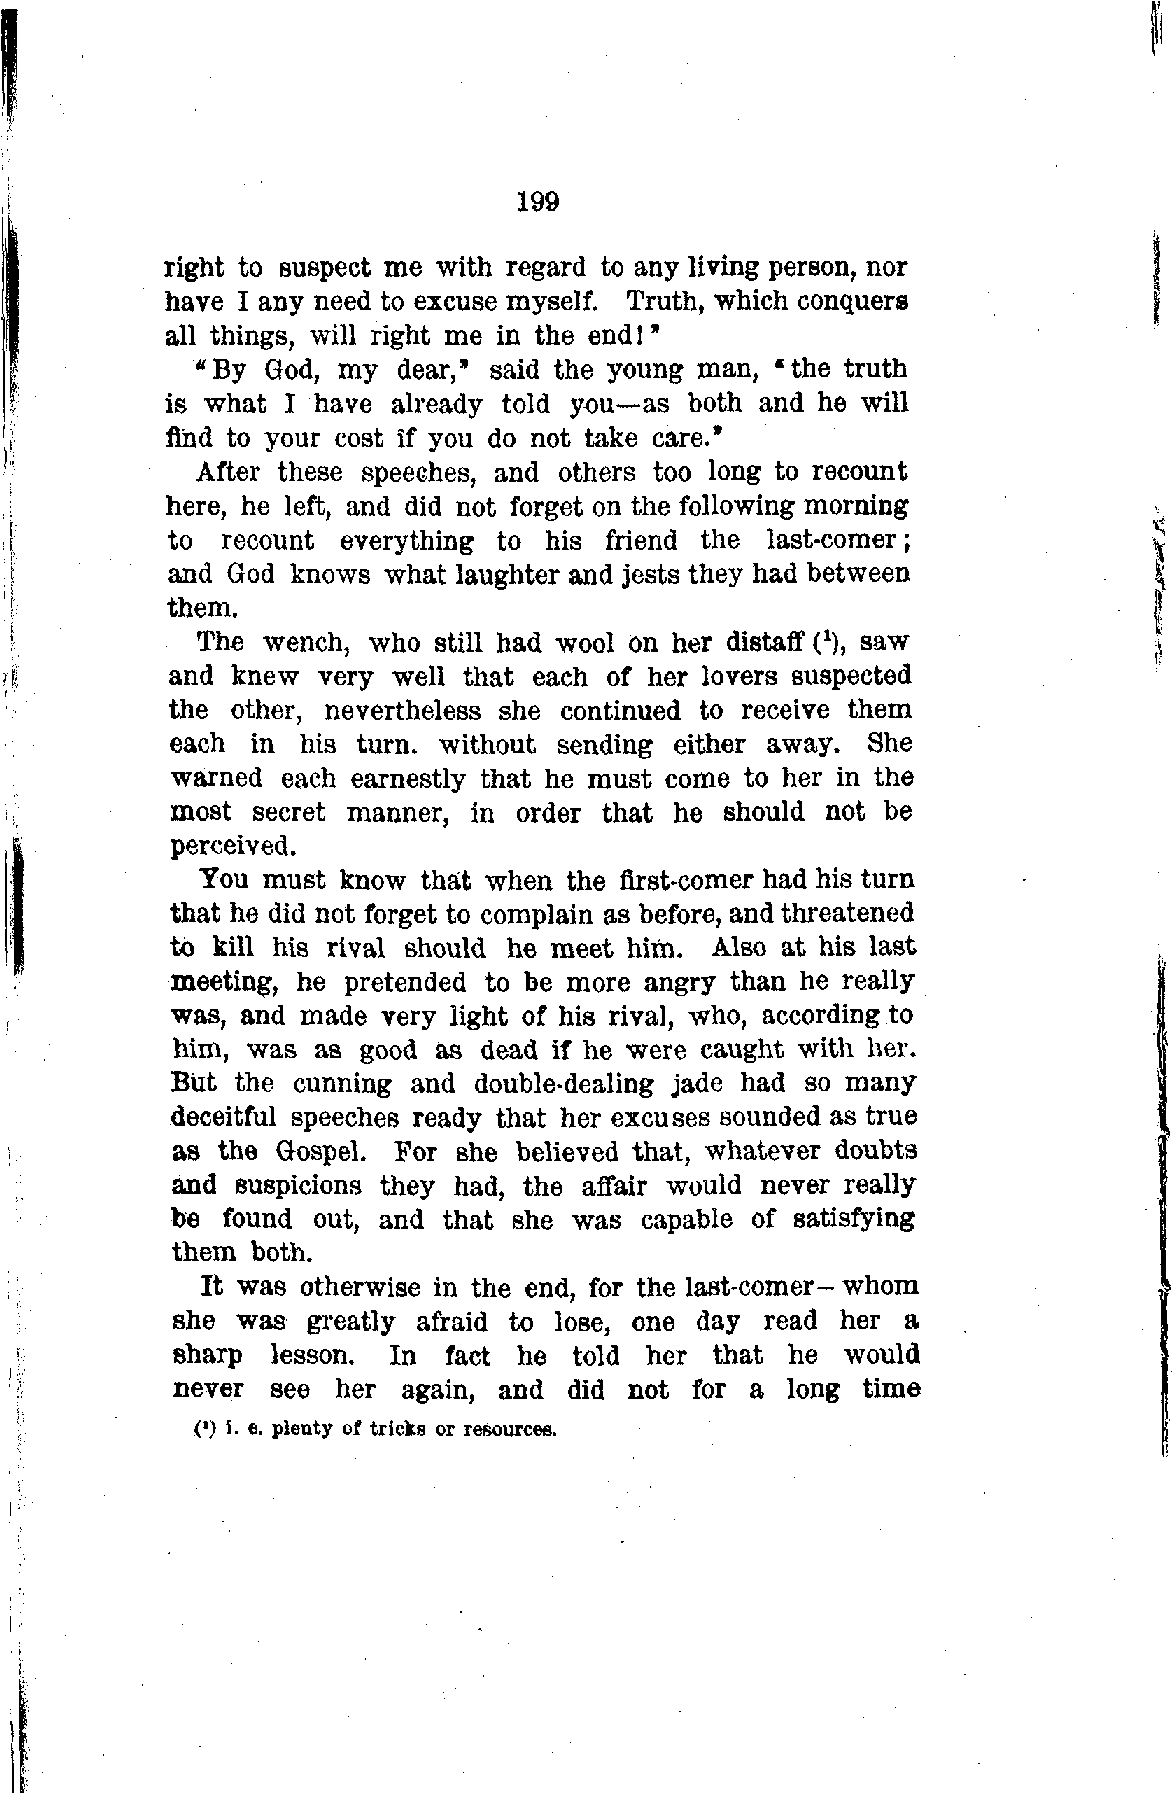 199
right to suspect me with regard to any living person, nor
have I any need to excuse myself. Truth, which conquers
all things, will right me in the end!"
"By God, my dear," said the young man, "the truth
is what I have already told you—as both and he will
find to your cost if you do not take care."
After these speeches, and others too long to recount
here, he left, and did not forget on the following morning
to recount everything to his friend the last-comer;
and God knows what laughter and jests they had between
them.
The wench, who still had wool on her distaff (¹), saw
and knew very well that each of her lovers suspected
the other, nevertheless she continued to receive them
each in his turn. without sending either away. She
warned each earnestly that he must come to her in the
most secret manner, in order that he should not be
perceived.
You must know that when the first-comer had his turn
that he did not forget to complain as before, and threatened
to kill his rival should he meet him. Also at his last
meeting, he pretended to be more angry than he really
was, and made very light of his rival, who, according to
him, was as good as dead if he were caught with her.
But the cunning and double-dealing jade had so many
deceitful speeches ready that her excuses sounded as true
as the Gospel. For she believed that, whatever doubts
and suspicions they had, the affair would never really
be found out, and that she was capable of satisfying
them both.
It was otherwise in the end, for the last-comer– whom
she was greatly afraid to lose, one day read her a
sharp lesson. In fact he told her that he would
never see her again, and did not for a long time
(¹) i. e. plenty of tricks or resources.